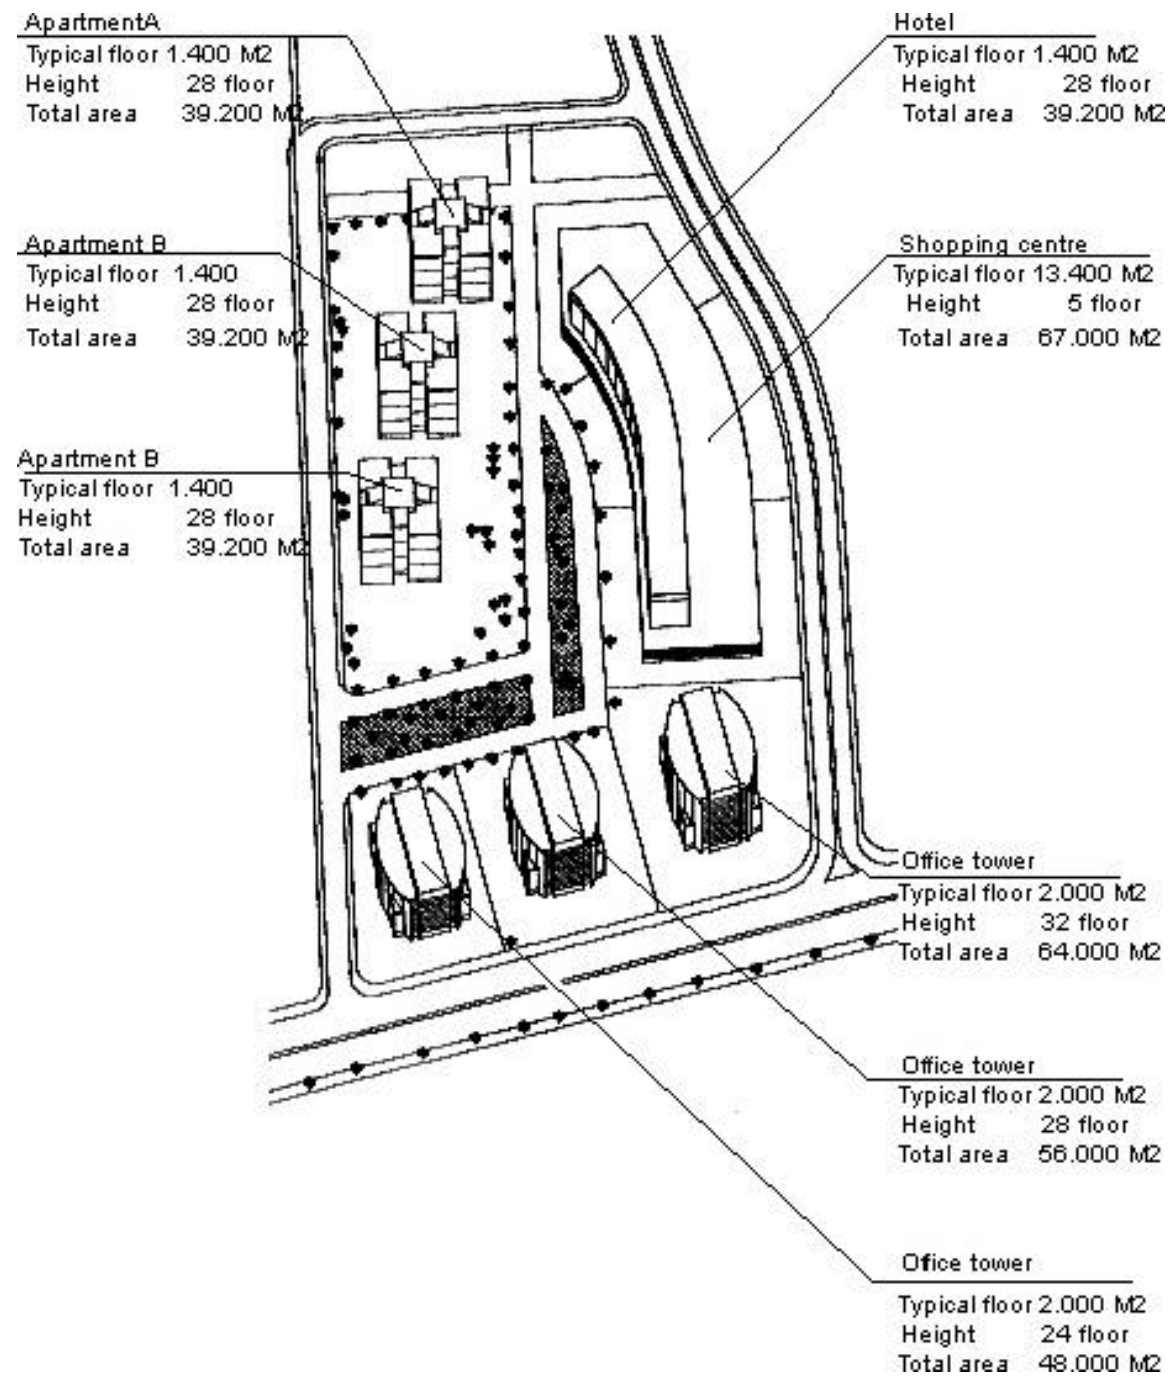 ApartmentA
Typical floor 1.400 M2
Height 28 floor
Total area 39.200 M2
Apartment B
Typical floor 1.400
Height 28 floor
Total area 39.200 M2
Apartment B
Typical floor 1.400
Height 28 floor
Total area 39.200 M2
Hotel
Typical floor 1.400 M2
Height 28 floor
Total area 39.200 M2
Shopping centre
Typical floor 13.400 M2
Height 5 floor
Total area 67.000 M2
Office tower
Typical floor 2.000 M2
Height 32 floor
Total area 64.000 M2
Office tower
Typical floor 2.000 M2
Height 28 floor
Total area 56.000 M2
Ofice tower
Typical floor 2.000 M2
Height 24 floor
Total area 48.000 M2